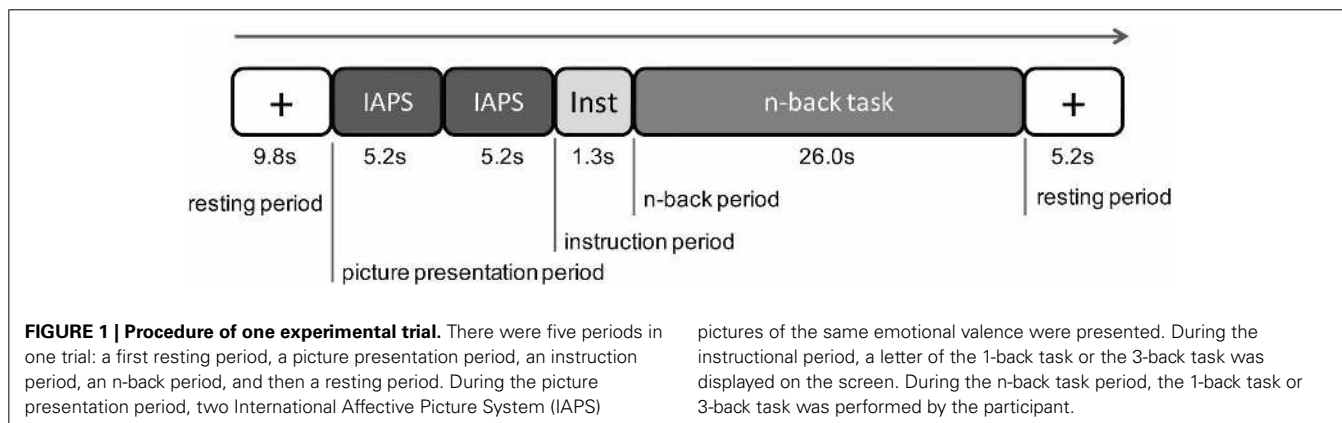 + IAPS IAPS Inst n-back task +
9.8s 5.2s 5.2s 1.3s 26.0s 5.2s
resting period n-back period resting period
instruction period
picture presentation period
FIGURE 1 | Procedure of one experimental trial. There were five periods in
one trial: a first resting period, a picture presentation period, an instruction
period, an n-back period, and then a resting period. During the picture
presentation period, two International Affective Picture System (IAPS)
pictures of the same emotional valence were presented. During the
instructional period, a letter of the 1-back task or the 3-back task was
displayed on the screen. During the n-back task period, the 1-back task or
3-back task was performed by the participant.